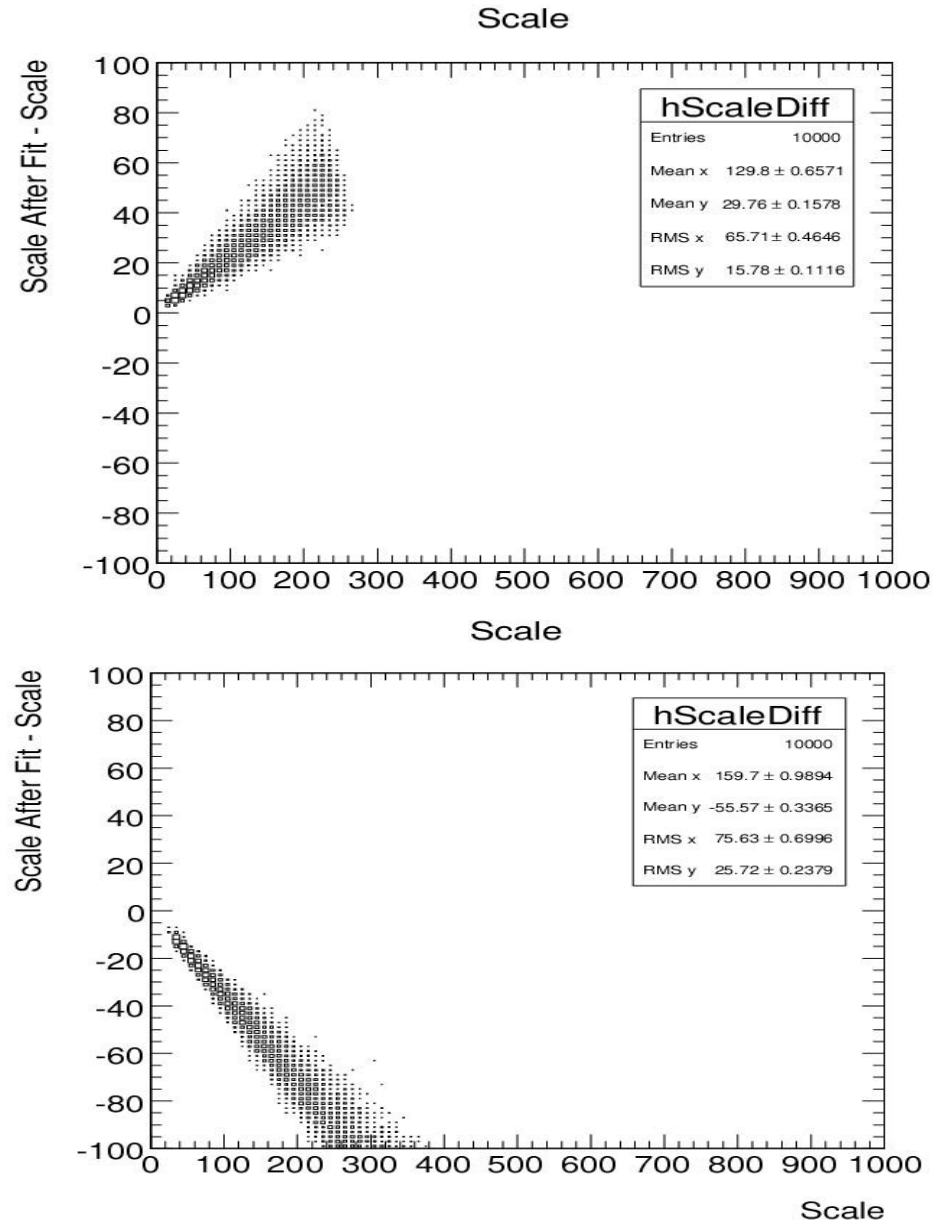 Scale
Scale After Fit - Scale
100
80
60
40
20
0
-20
-40
-60
-80
-100
hScaleDiff
Entries 10000
Mean x 129.8 ± 0.6571
Mean y 29.76 ± 0.1578
RMS x 65.71 ± 0.4646
RMS y 15.78 ± 0.1116
0 100 200 300 400 500 600 700 800 900 1000
Scale
Scale After Fit - Scale
100
80
60
40
20
0
-20
-40
-60
-80
-100
hScaleDiff
Entries 10000
Mean x 159.7 ± 0.9894
Mean y -55.57 ± 0.3365
RMS x 75.63 ± 0.6996
RMS y 25.72 ± 0.2379
0 100 200 300 400 500 600 700 800 900 1000
Scale